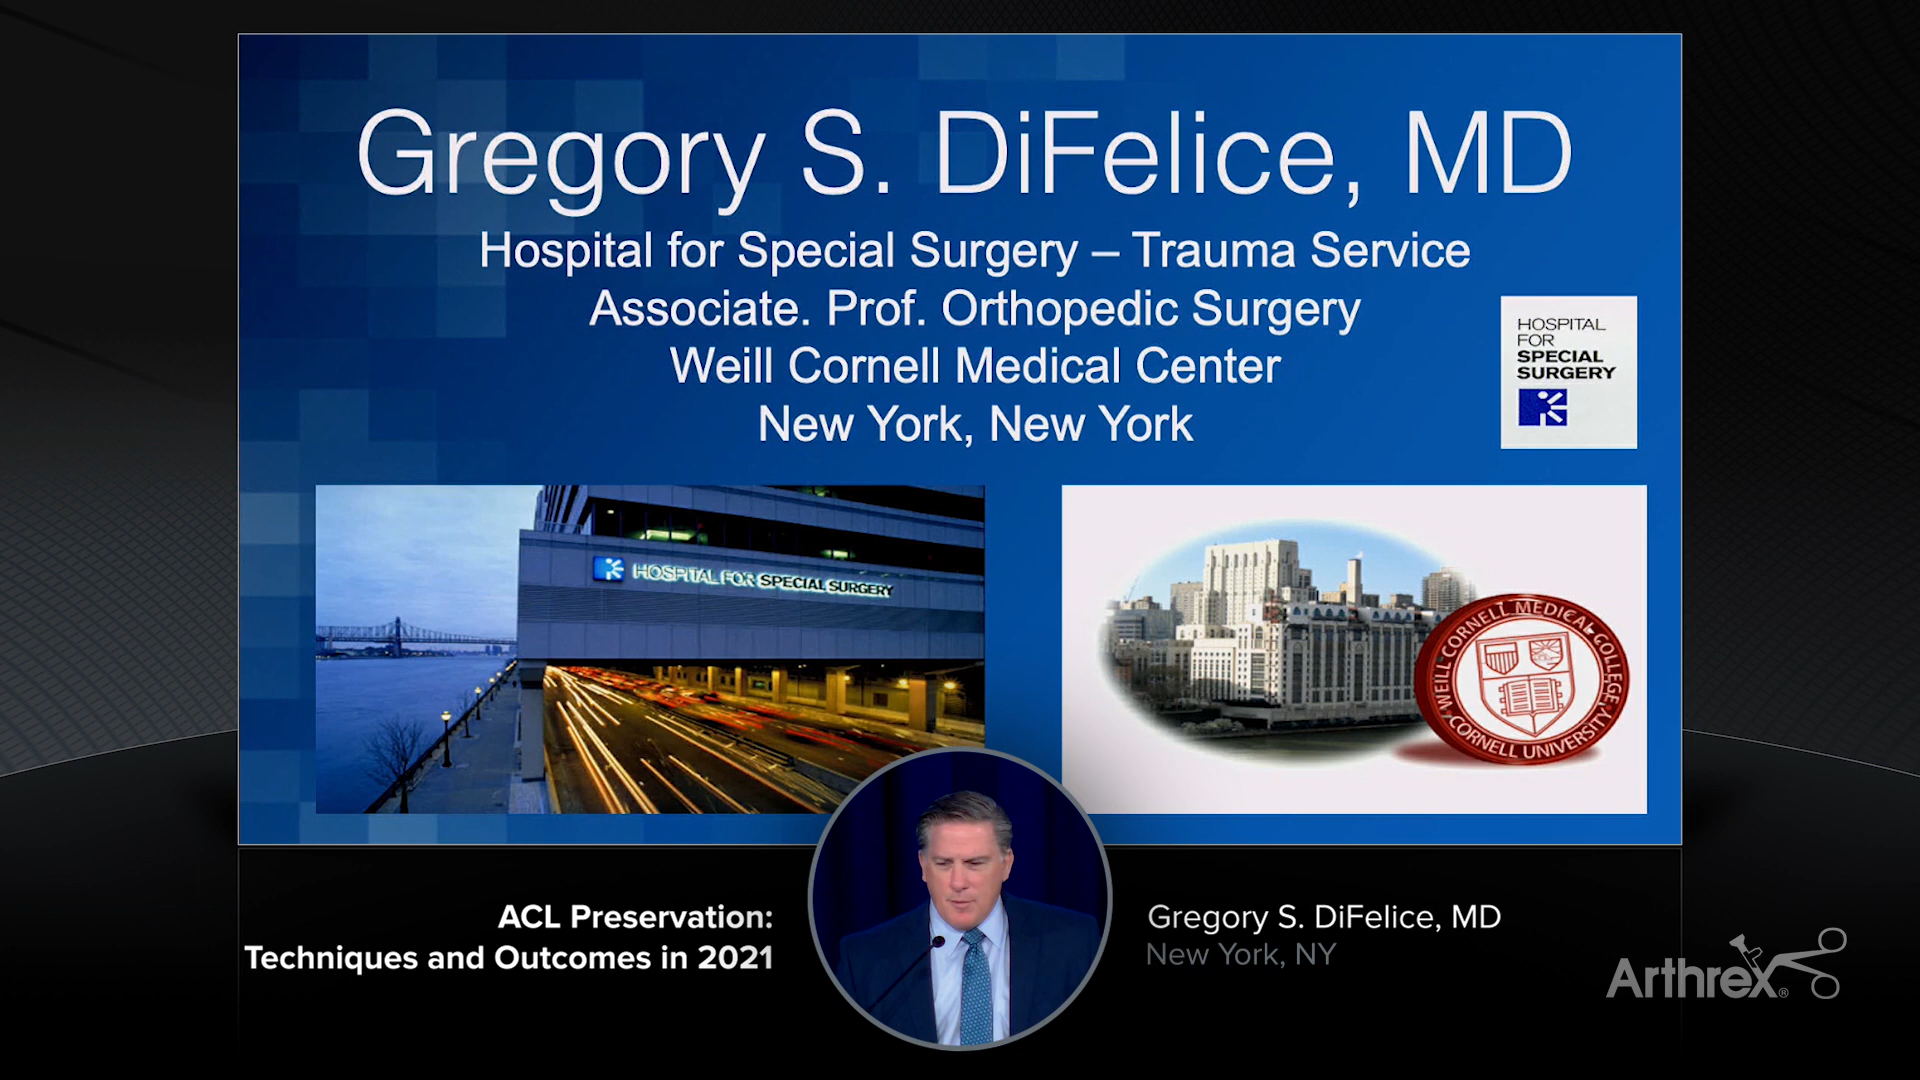 Gregory S. DiFelice, MD
Hospital for Special Surgery – Trauma Service
Associate. Prof. Orthopedic Surgery
Weill Cornell Medical Center
New York, New York
HOSPITAL
FOR
SPECIAL
SURGERY
HOSPITAL FOR SPECIAL SURGERY
WEILL CORNELL MEDICAL COLLEGE
CORNELL UNIVERSITY
ACL Preservation:
Techniques and Outcomes in 2021
Gregory S. DiFelice, MD
New York, NY
Arthrex®